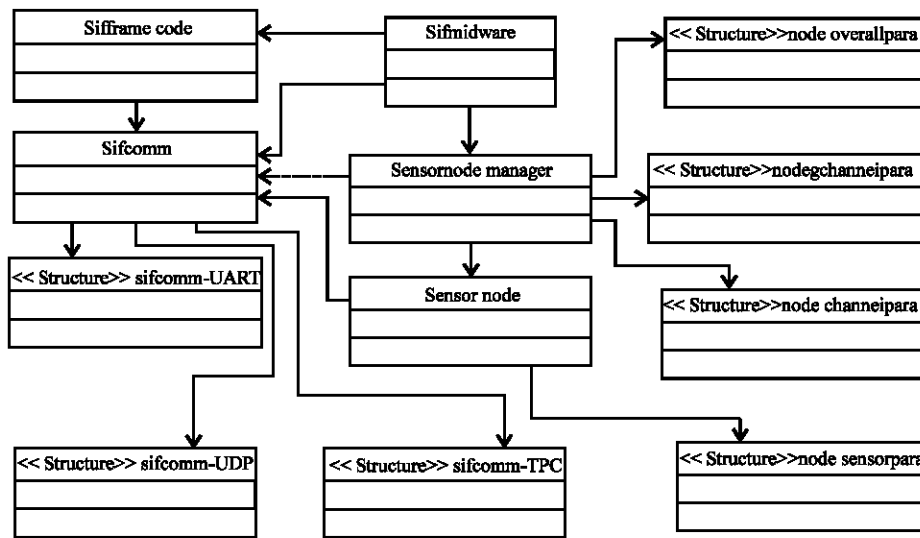 Sifframe code
Sifmidware
<< Structure>>node overallpara
Sifcomm
Sensornode manager
<< Structure>>nodegchanneipara
<< Structure>> sifcomm-UART
Sensor node
<< Structure>>node channeipara
<< Structure>> sifcomm-UDP
<< Structure>> sifcomm-TPC
<< Structure>>node sensorpara